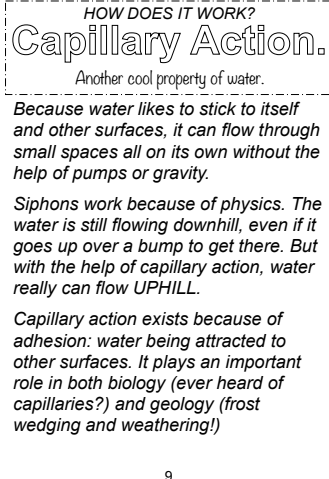 HOW DOES IT WORK?
Capillary Action.
Another cool property of water.
Because water likes to stick to itself
and other surfaces, it can flow through
small spaces all on its own without the
help of pumps or gravity.
Siphons work because of physics. The
water is still flowing downhill, even if it
goes up over a bump to get there. But
with the help of capillary action, water
really can flow UPHILL.
Capillary action exists because of
adhesion: water being attracted to
other surfaces. It plays an important
role in both biology (ever heard of
capillaries?) and geology (frost
wedging and weathering!)
9